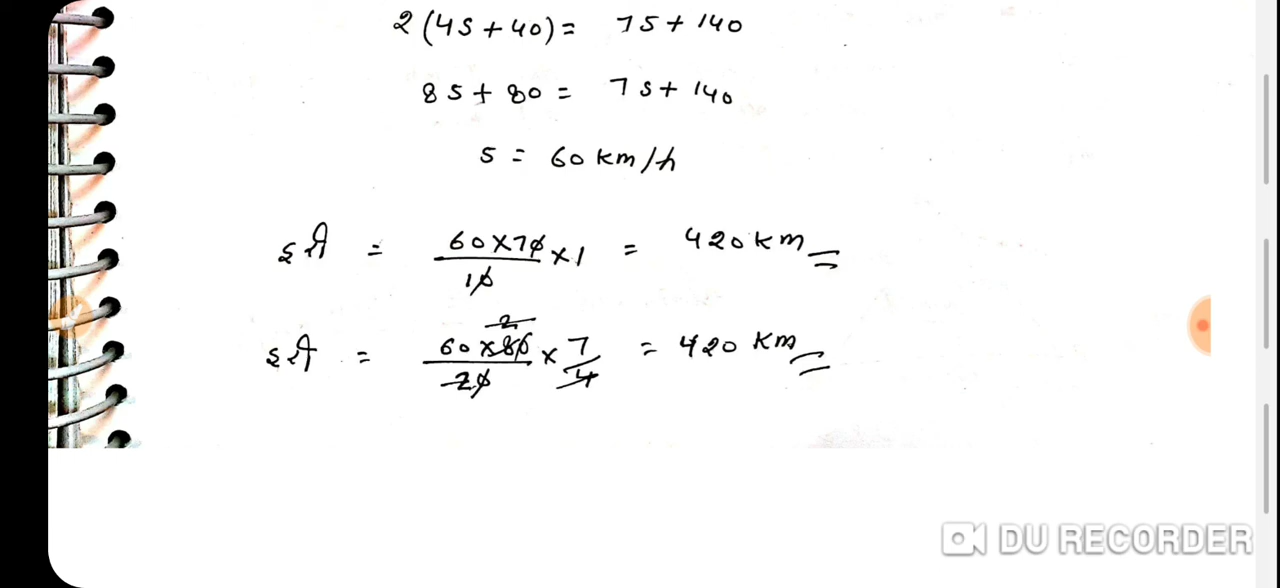 2 (4S + 40) = 7S + 140
8S + 80 = 7S + 140
S = 60 km/h
= 60 × 70 / 10 × 1 = 420 km
= 60 × 80 / 20 × 7 / 4 = 420 km
2
DU RECORDER